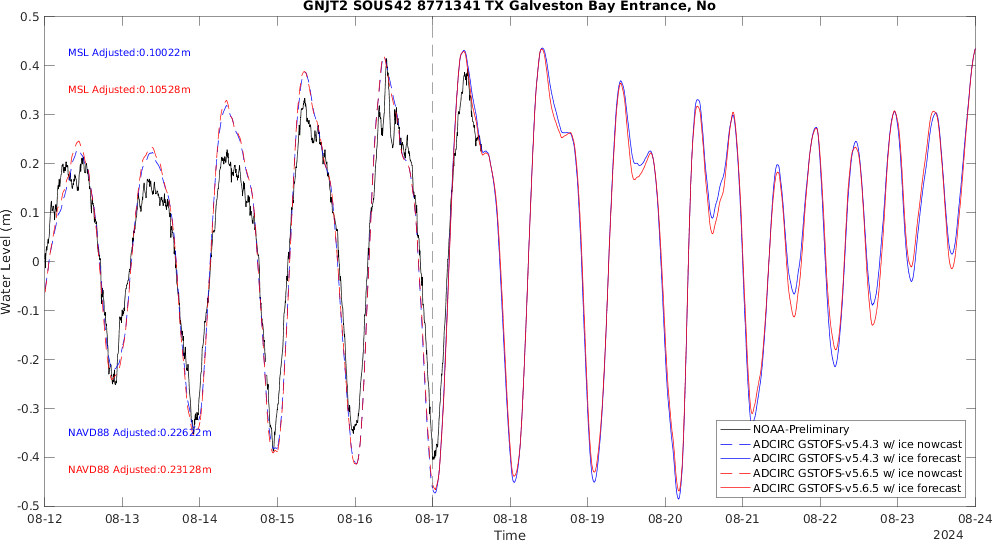 GNJT2 SOUS42 8771341 TX Galveston Bay Entrance, No
0.5
0.4
0.3
0.2
0.1
0
-0.1
-0.2
-0.3
-0.4
-0.5
Water Level (m)
MSL Adjusted:0.10022m
MSL Adjusted:0.10528m
NAVD88 Adjusted:0.22622m
NAVD88 Adjusted:0.23128m
NOAA-Preliminary
ADCIRC GSTOFS-v5.4.3 w/ ice nowcast
ADCIRC GSTOFS-v5.4.3 w/ ice forecast
ADCIRC GSTOFS-v5.6.5 w/ ice nowcast
ADCIRC GSTOFS-v5.6.5 w/ ice forecast
08-12 08-13 08-14 08-15 08-16 08-17 08-18 08-19 08-20 08-21 08-22 08-23 08-24
Time
2024